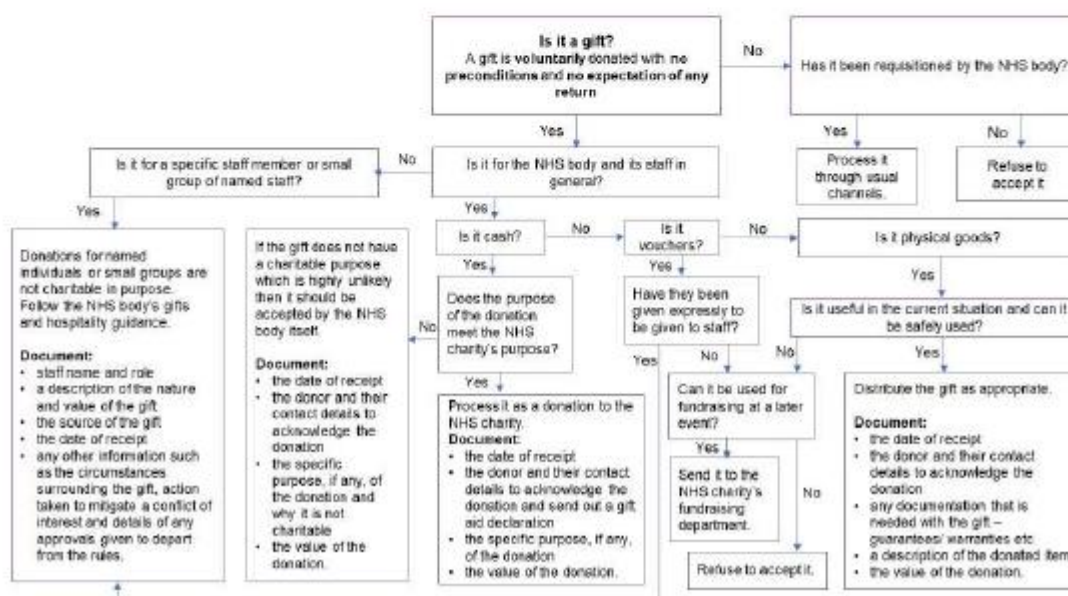 Is it a gift?
A gift is voluntarily donated with no
preconditions and no expectation of any
return
No
Has it been requisitioned by the NHS body?
Yes
Yes
No
Is it for a specific staff member or small
group of named staff?
No
Is it for the NHS body and its staff in
general?
Process it
through usual
channels.
Refuse to
accept it
Yes
Yes
Is it cash?
No
Is it
vouchers?
No
Is it physical goods?
Donations for named
individuals or small groups are
not charitable in purpose.
Follow the NHS body's gifts
and hospitality guidance.
Document:
• staff name and role
• a description of the nature
and value of the gift
• the source of the gift
• the date of receipt
• any other information such
as the circumstances
surrounding the gift, action
taken to mitigate a conflict of
interest and details of any
approvals given to depart
from the rules.
If the gift does not have
a charitable purpose
which is highly unlikely
then it should be
accepted by the NHS
body itself.
Document:
• the date of receipt
• the donor and their
contact details to
acknowledge the
donation
• the specific
purpose, if any, of
the donation and
why it is not
charitable
• the value of the
donation.
Yes
Yes
Yes
Does the purpose
of the donation
meet the NHS
charity's purpose?
No
Have they been
given expressly to
be given to staff?
Is it useful in the current situation and can it
be safely used?
Yes
Yes
No
No
Yes
Process it as a donation to the
NHS charity.
Document:
• the date of receipt
• the donor and their contact
details to acknowledge the
donation and send out a gift
aid declaration
• the specific purpose, if any,
of the donation
• the value of the donation.
Can it be used for
fundraising at a later
event?
Yes
No
Send it to the
NHS charity's
fundraising
department.
Refuse to accept it.
Distribute the gift as appropriate.
Document:
• the date of receipt
• the donor and their contact
details to acknowledge the
donation
• any documentation that is
needed with the gift –
guarantees/ warranties etc
• a description of the donated item
• the value of the donation.